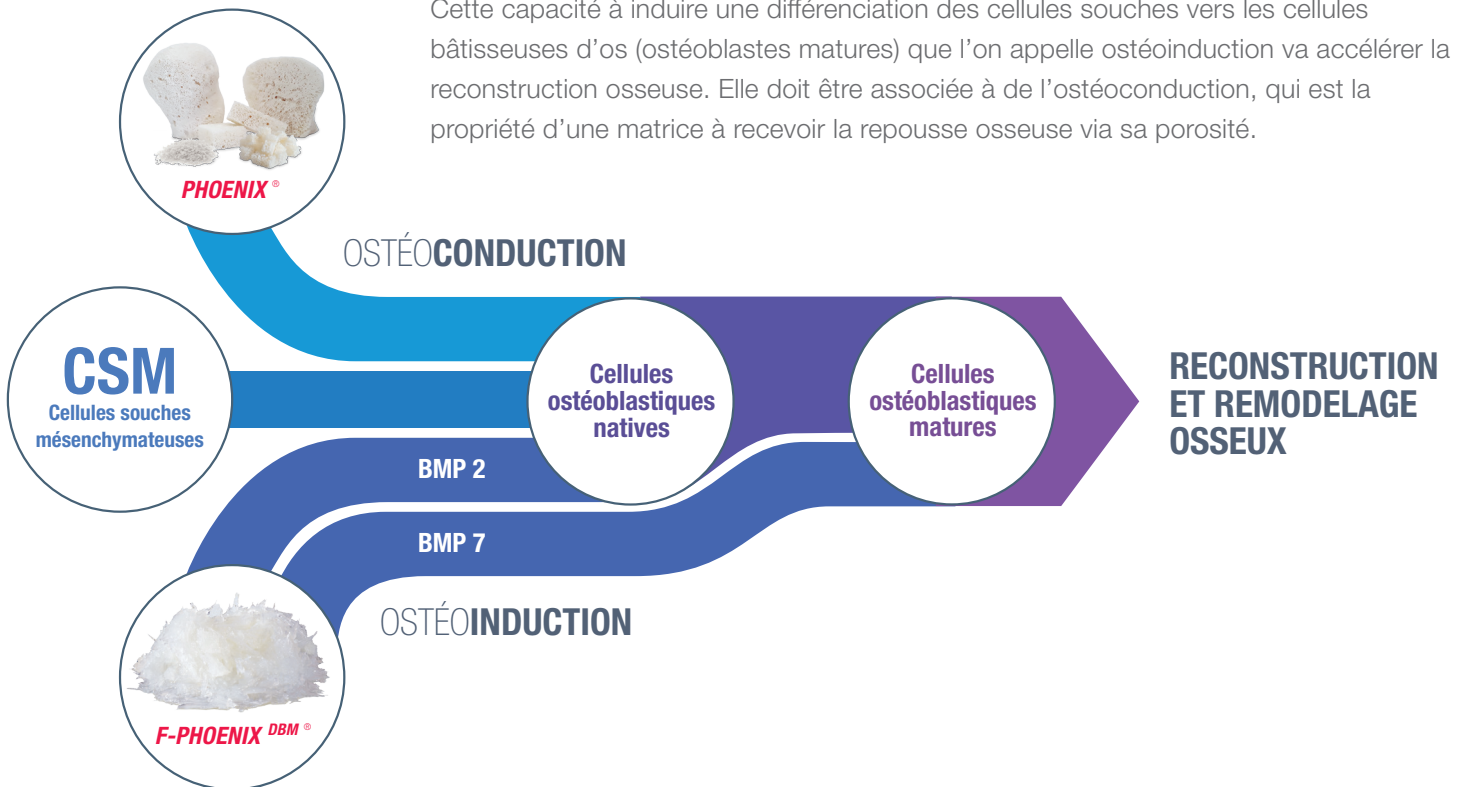 Cette capacité à induire une différenciation des cellules souches vers les cellules
bâtisseuses d’os (ostéoblastes matures) que l’on appelle ostéoinduction va accélérer la
reconstruction osseuse. Elle doit être associée à de l’ostéoconduction, qui est la
propriété d’une matrice à recevoir la repousse osseuse via sa porosité.
PHOENIX ®
OSTÉOCONDUCTION
CSM
Cellules souches
mésenchymateuses
Cellules
ostéoblastiques
natives
Cellules
ostéoblastiques
matures
RECONSTRUCTION
ET REMODELAGE
OSSEUX
BMP 2
BMP 7
OSTÉOINDUCTION
F-PHOENIX DBM ®